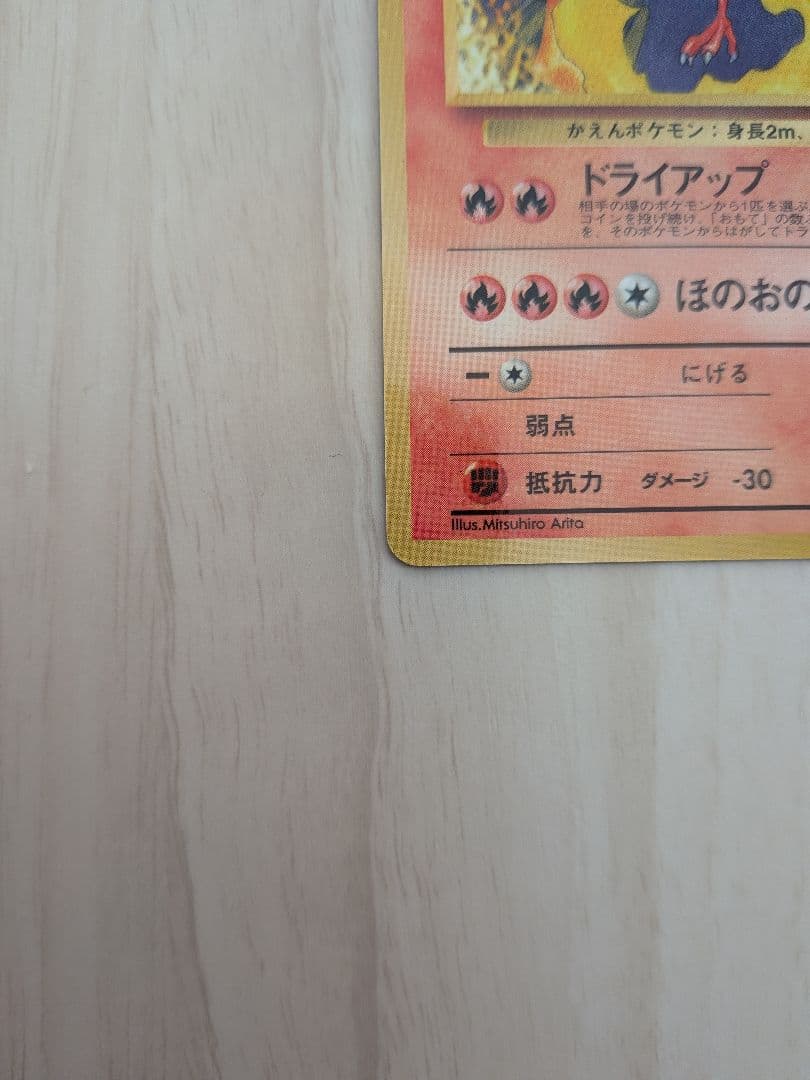 かえんポケモン：身長2m、
ドライアップ
相手の場のポケモンから1匹を選ぶ
コインを投げ続け、「おもて」の数
を、そのポケモンからはがしてトラ
ほのおの
にげる
弱点
抵抗力 ダメージ -30
Illus.Mitsuhiro Arita